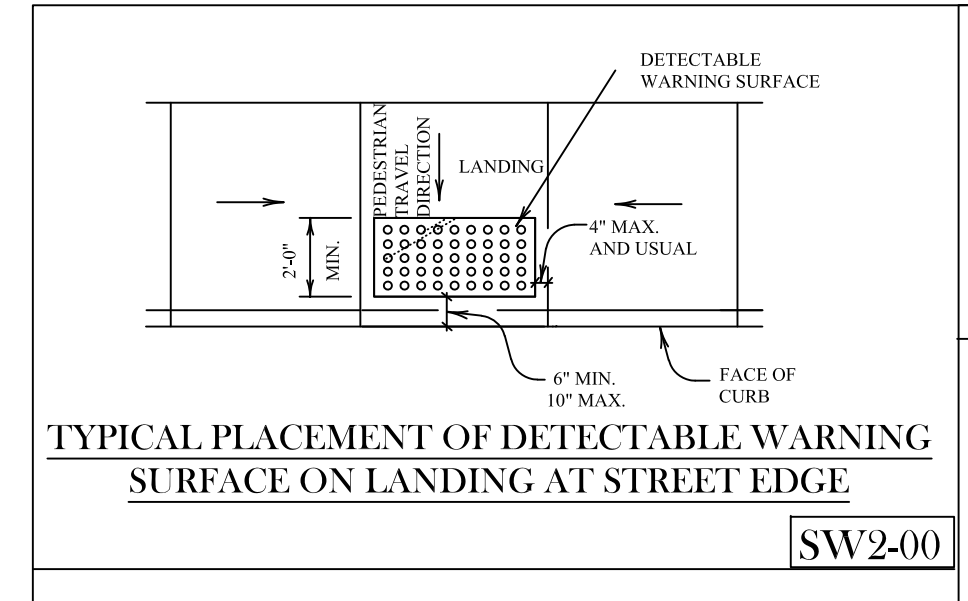 DETECTABLE
WARNING SURFACE
PEDESTRIAN
TRAVEL
DIRECTION
LANDING
4" MAX.
AND USUAL
2'-0"
MIN.
6" MIN.
10" MAX.
FACE OF
CURB
TYPICAL PLACEMENT OF DETECTABLE WARNING
SURFACE ON LANDING AT STREET EDGE
SW2-00